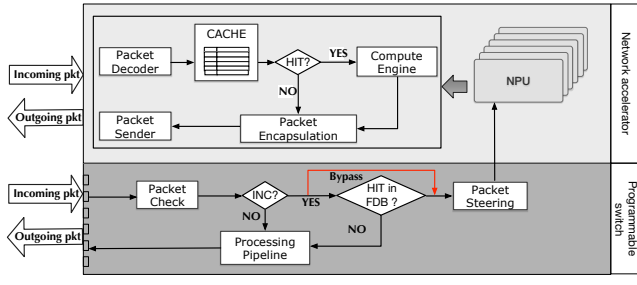 CACHE
Packet
Decoder
HIT?
YES
Compute
Engine
NO
Packet
Sender
Packet
Encapsulation
NPU
Incoming pkt
Outgoing pkt
Network accelerator
Incoming pkt
Outgoing pkt
Packet
Check
INC?
YES
Bypass
HIT in
FDB ?
Packet
Steering
NO
NO
Processing
Pipeline
Programmable
switch